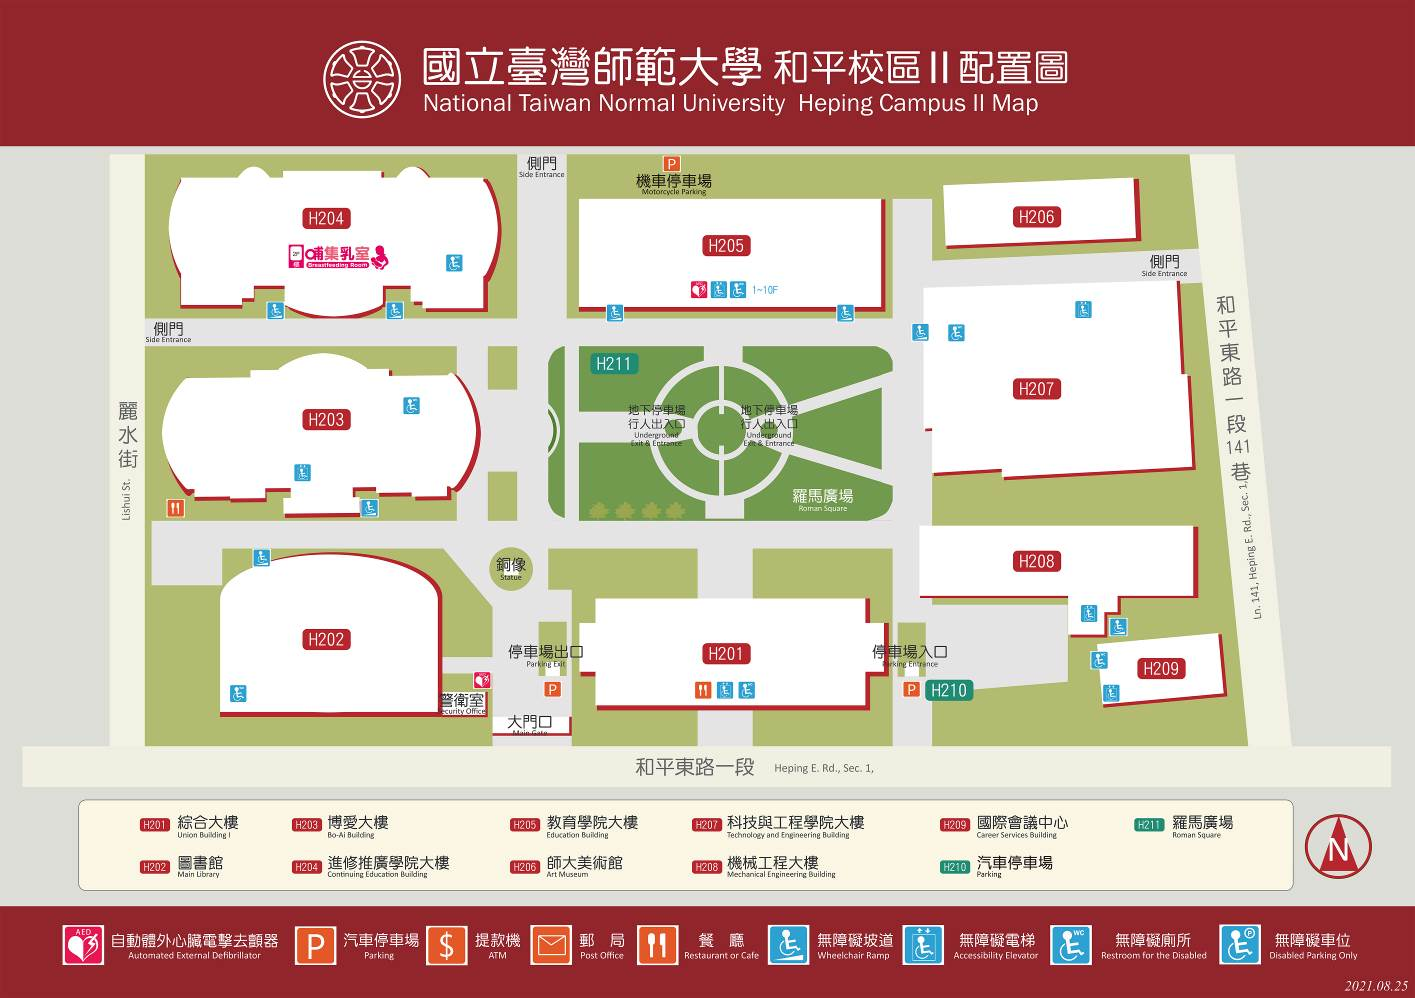 國立臺灣師範大學 和平校區 II 配置圖
National Taiwan Normal University Heping Campus II Map
側門
Side Entrance
P
機車停車場
Motorcycle Parking
H204
2F
哺集乳室
Breastfeeding Room
H205
1~10F
H206
側門
Side Entrance
側門
Side Entrance
H211
H203
地下停車場
行人出入口
Underground
Exit & Entrance
地下停車場
行人出入口
Underground
Exit & Entrance
羅馬廣場
Roman Square
H207
麗水街
Lishui St.
和平東路一段141巷
Ln. 141, Heping E. Rd., Sec. 1,
銅像
Statue
H208
H202
停車場出口
Parking Exit
P
H201
停車場入口
Parking Entrance
P
H210
H209
警衛室
Security Office
大門口
Main Gate
和平東路一段 Heping E. Rd., Sec. 1,
H201 綜合大樓
Union Building I
H203 博愛大樓
Bo-Ai Building
H205 教育學院大樓
Education Building
H207 科技與工程學院大樓
Technology and Engineering Building
H209 國際會議中心
Career Services Building
H211 羅馬廣場
Roman Square
H202 圖書館
Main Library
H204 進修推廣學院大樓
Continuing Education Building
H206 師大美術館
Art Museum
H208 機械工程大樓
Mechanical Engineering Building
H210 汽車停車場
Parking
N
AED
自動體外心臟電擊去顫器
Automated External Defibrillator
P
汽車停車場
Parking
$
提款機
ATM
郵 局
Post Office
餐 廳
Restaurant or Cafe
無障礙坡道
Wheelchair Ramp
無障礙電梯
Accessibility Elevator
WC
無障礙廁所
Restroom for the Disabled
P
無障礙車位
Disabled Parking Only
2021.08.25